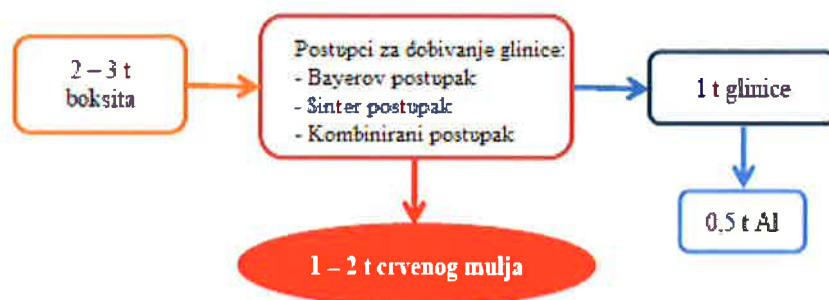 2 – 3 t
boksita
Postupci za dobivanje glinice:
- Bayerov postupak
- Sinter postupak
- Kombinirani postupak
1 t glinice
0,5 t Al
1 – 2 t crvenog mulja